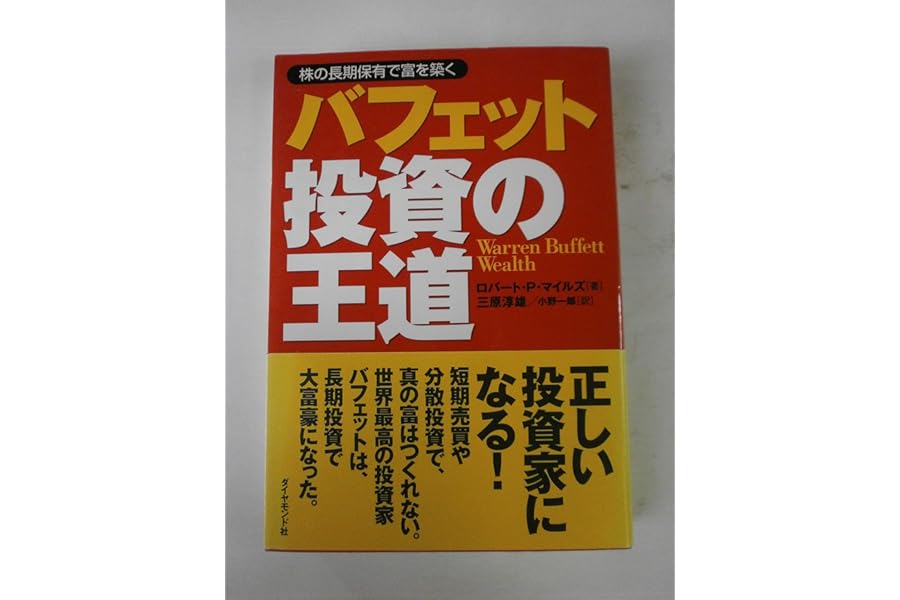 株の長期保有で富を築く
バフェット
投資の
王道
Warren Buffett
Wealth
ロバート・P・マイルズ[著]
三原淳雄/小野一郎[訳]
正しい
投資家に
なる!
短期売買や
分散投資で、
真の富はつくれない。
世界最高の投資家
バフェットは、
長期投資で
大富豪になった。
ダイヤモンド社